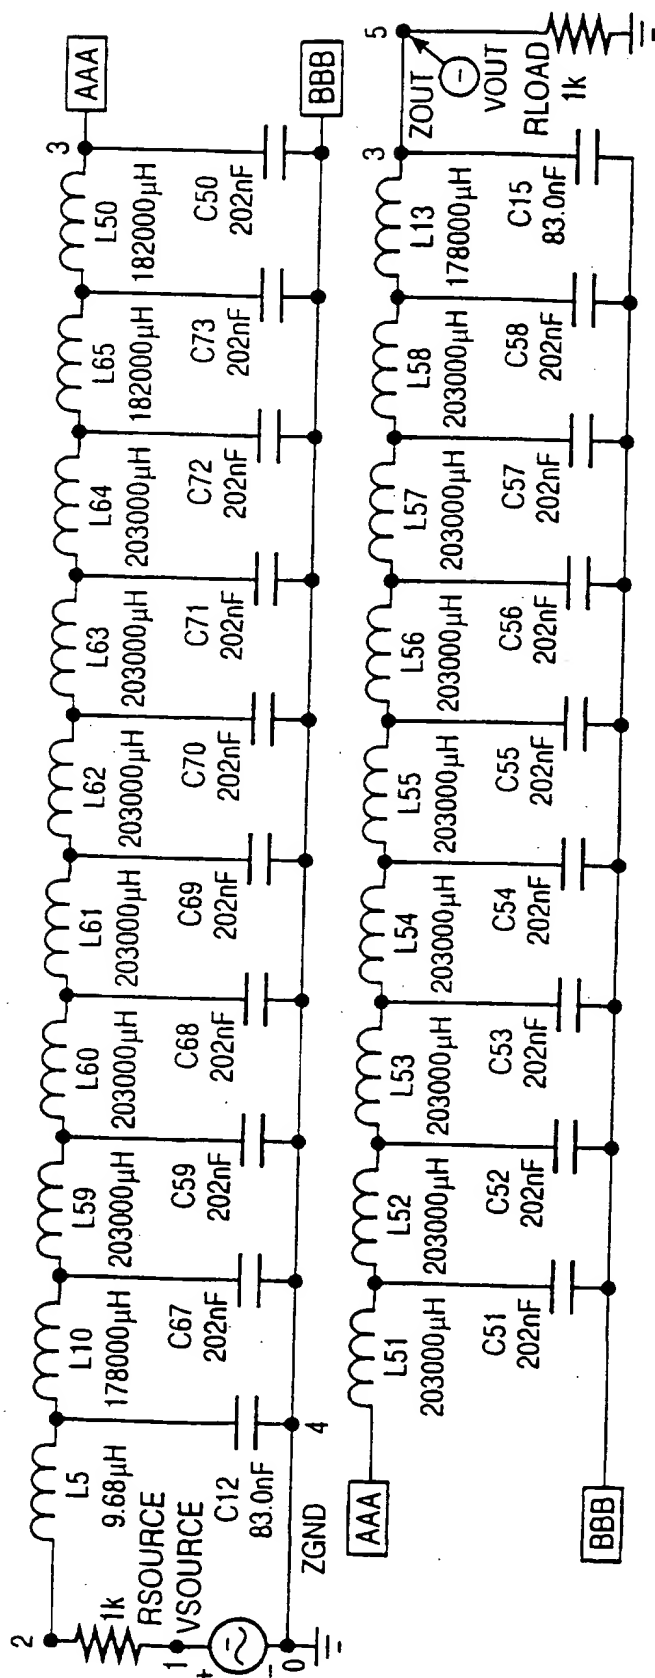 2
1k
RSOURCE
1
VSOURCE
+
-
0
L5
9.68µH
C12
83.0nF
4
ZGND
L10
178000µH
C67
202nF
L59
203000µH
C59
202nF
L60
203000µH
C68
202nF
L61
203000µH
C69
202nF
L62
203000µH
C70
202nF
L63
203000µH
C71
202nF
L64
203000µH
C72
202nF
L65
182000µH
C73
202nF
L50
182000µH
C50
202nF
3
AAA
BBB
AAA
BBB
L51
203000µH
C51
202nF
L52
203000µH
C52
202nF
L53
203000µH
C53
202nF
L54
203000µH
C54
202nF
L55
203000µH
C55
202nF
L56
203000µH
C56
202nF
L57
203000µH
C57
202nF
L58
203000µH
C58
202nF
L13
178000µH
C15
83.0nF
3
5
ZOUT
VOUT
RLOAD
1k